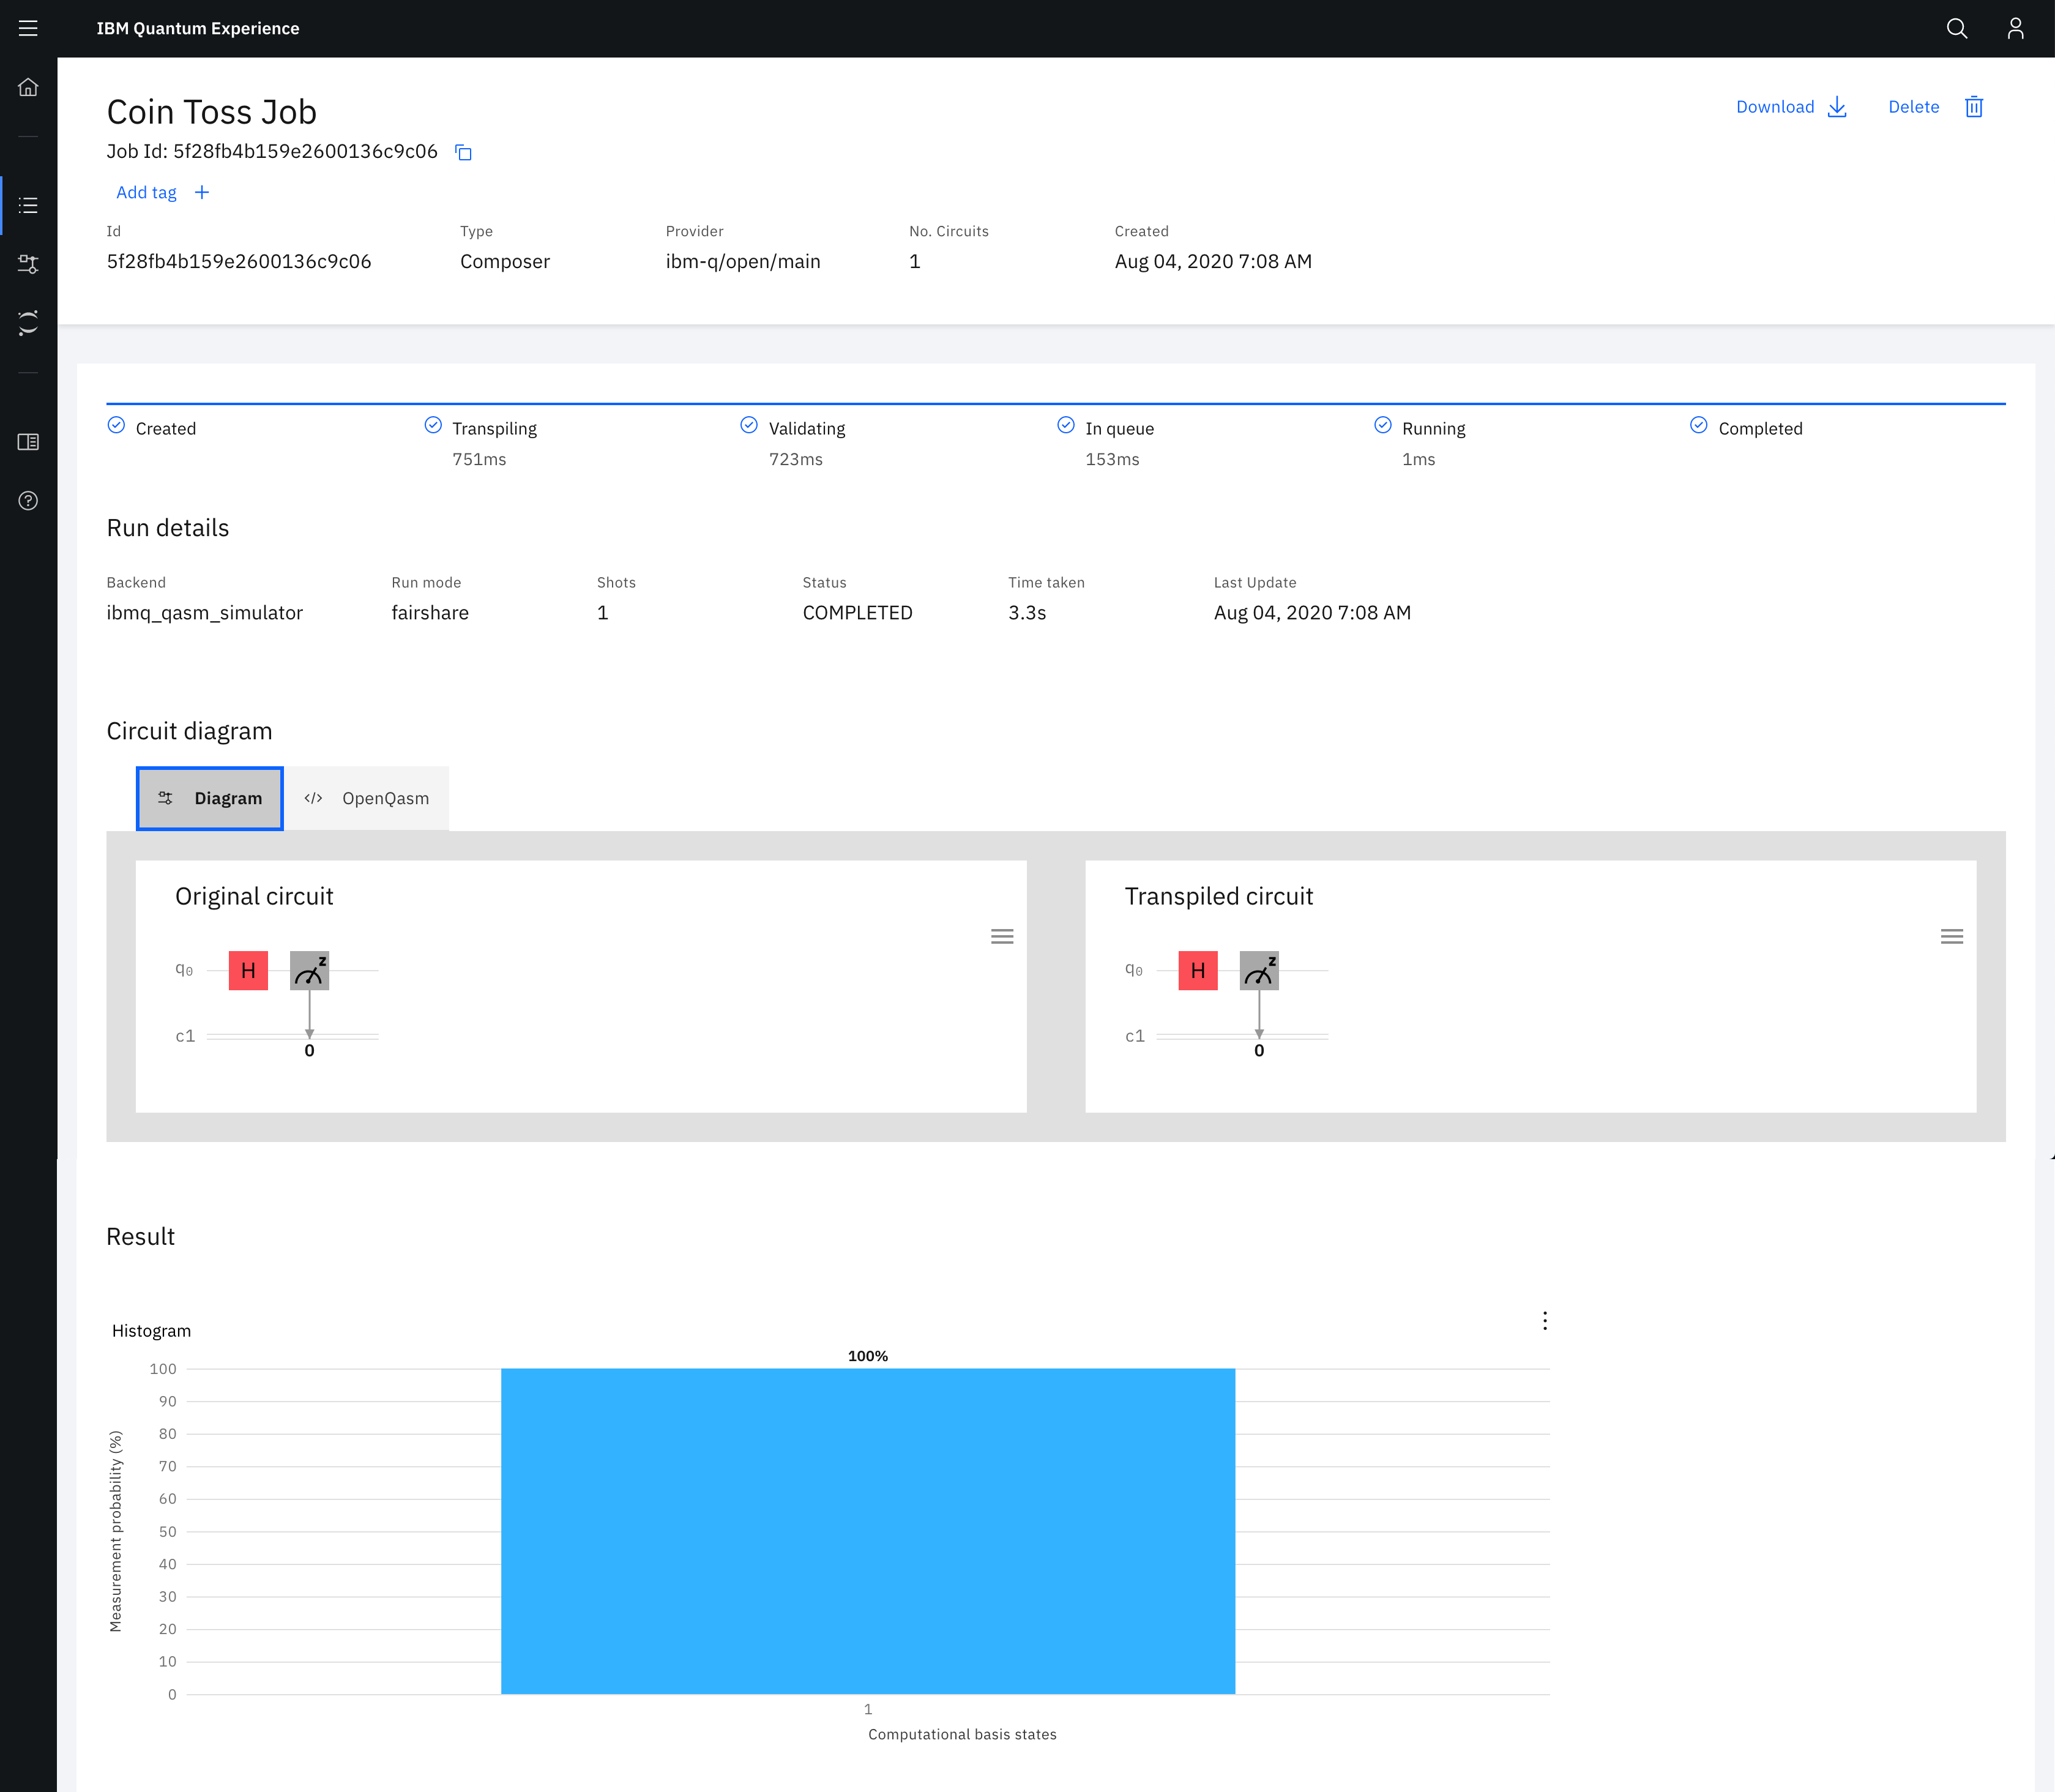 IBM Quantum Experience
Coin Toss Job
Download
Delete
Job Id: 5f28fb4b159e2600136c9c06
Add tag +
Id Type Provider No. Circuits Created
5f28fb4b159e2600136c9c06 Composer ibm-q/open/main 1 Aug 04, 2020 7:08 AM
Created Transpiling Validating In queue Running Completed
751ms 723ms 153ms 1ms
Run details
Backend Run mode Shots Status Time taken Last Update
ibmq_qasm_simulator fairshare 1 COMPLETED 3.3s Aug 04, 2020 7:08 AM
Circuit diagram
Diagram </> OpenQasm
Original circuit
q0 H z
c1
0
Transpiled circuit
q0 H z
c1
0
Result
Histogram
100%
100
90
80
70
60
50
40
30
20
10
0
Measurement probability (%)
1
Computational basis states